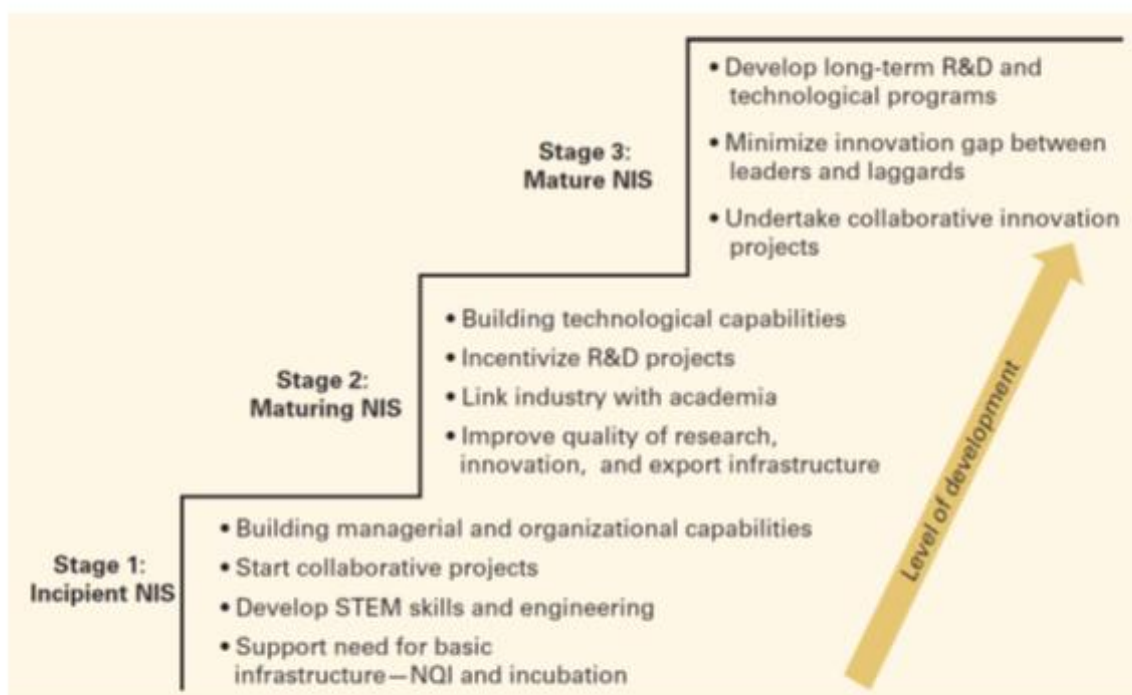 • Develop long-term R&D and
technological programs
Stage 3:
Mature NIS
• Minimize innovation gap between
leaders and laggards
• Undertake collaborative innovation
projects
Stage 2:
Maturing NIS
• Building technological capabilities
• Incentivize R&D projects
• Link industry with academia
• Improve quality of research,
innovation, and export infrastructure
Stage 1:
Incipient NIS
• Building managerial and organizational capabilities
• Start collaborative projects
• Develop STEM skills and engineering
• Support need for basic
infrastructure—NQI and incubation
Level of development